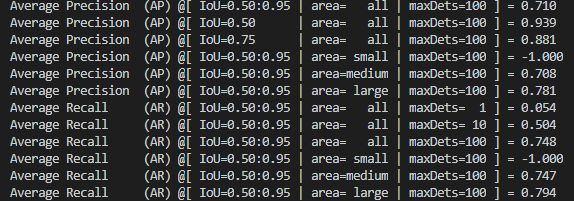 Average Precision  (AP) @[ IoU=0.50:0.95 | area=   all | maxDets=100 ] = 0.710
Average Precision  (AP) @[ IoU=0.50      | area=   all | maxDets=100 ] = 0.939
Average Precision  (AP) @[ IoU=0.75      | area=   all | maxDets=100 ] = 0.881
Average Precision  (AP) @[ IoU=0.50:0.95 | area= small | maxDets=100 ] = -1.000
Average Precision  (AP) @[ IoU=0.50:0.95 | area=medium | maxDets=100 ] = 0.708
Average Precision  (AP) @[ IoU=0.50:0.95 | area= large | maxDets=100 ] = 0.781
Average Recall     (AR) @[ IoU=0.50:0.95 | area=   all | maxDets=  1 ] = 0.054
Average Recall     (AR) @[ IoU=0.50:0.95 | area=   all | maxDets= 10 ] = 0.504
Average Recall     (AR) @[ IoU=0.50:0.95 | area=   all | maxDets=100 ] = 0.748
Average Recall     (AR) @[ IoU=0.50:0.95 | area= small | maxDets=100 ] = -1.000
Average Recall     (AR) @[ IoU=0.50:0.95 | area=medium | maxDets=100 ] = 0.747
Average Recall     (AR) @[ IoU=0.50:0.95 | area= large | maxDets=100 ] = 0.794